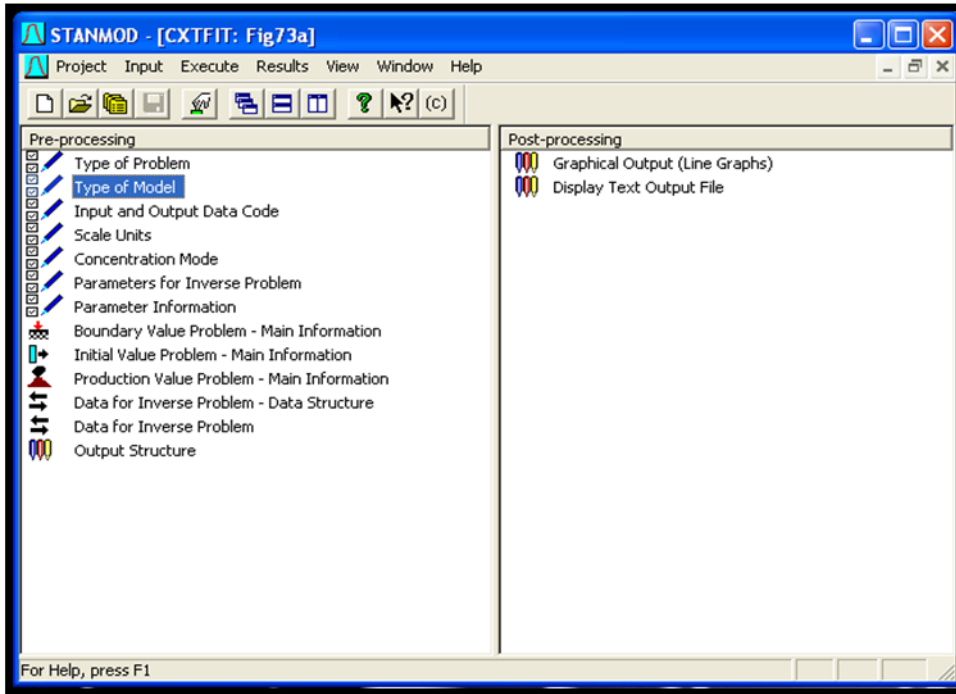 STANMOD - [CXTFIT: Fig73a]
Project Input Execute Results View Window Help
(c)
Pre-processing
Type of Problem
Type of Model
Input and Output Data Code
Scale Units
Concentration Mode
Parameters for Inverse Problem
Parameter Information
Boundary Value Problem - Main Information
Initial Value Problem - Main Information
Production Value Problem - Main Information
Data for Inverse Problem - Data Structure
Data for Inverse Problem
Output Structure
Post-processing
Graphical Output (Line Graphs)
Display Text Output File
For Help, press F1